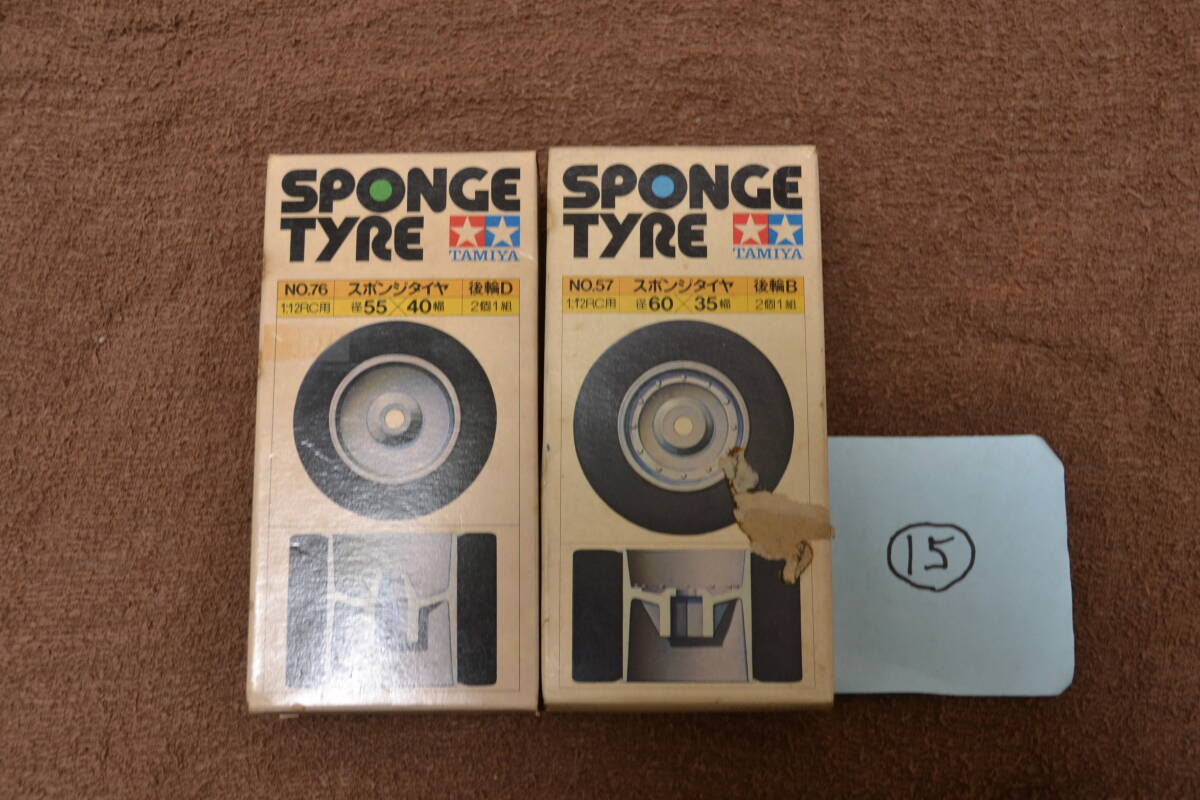 SPONGE
TYRE
TAMIYA
NO.76 スポンジタイヤ 後輪D
1:12RC用 径55×40幅 2個1組
SPONGE
TYRE
TAMIYA
NO.57 スポンジタイヤ 後輪B
1:12RC用 径60×35幅 2個1組
15